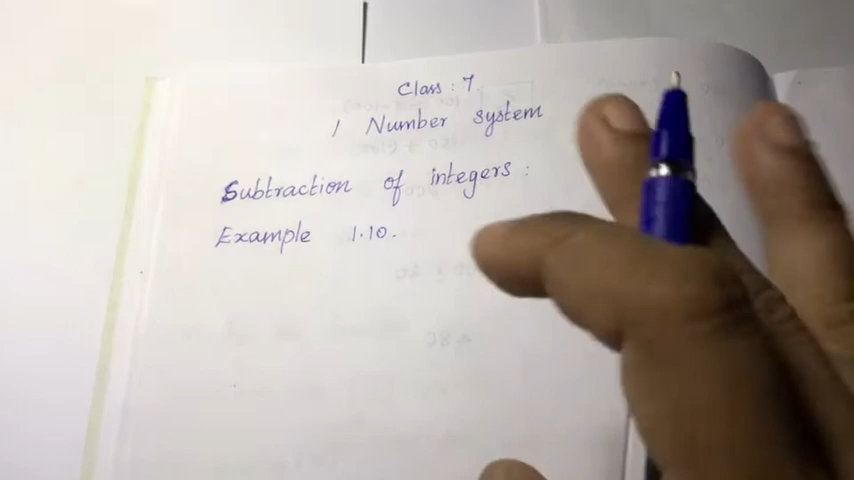 Class : 7.
1 Number system
Subtraction of integers :
Example 1.10.